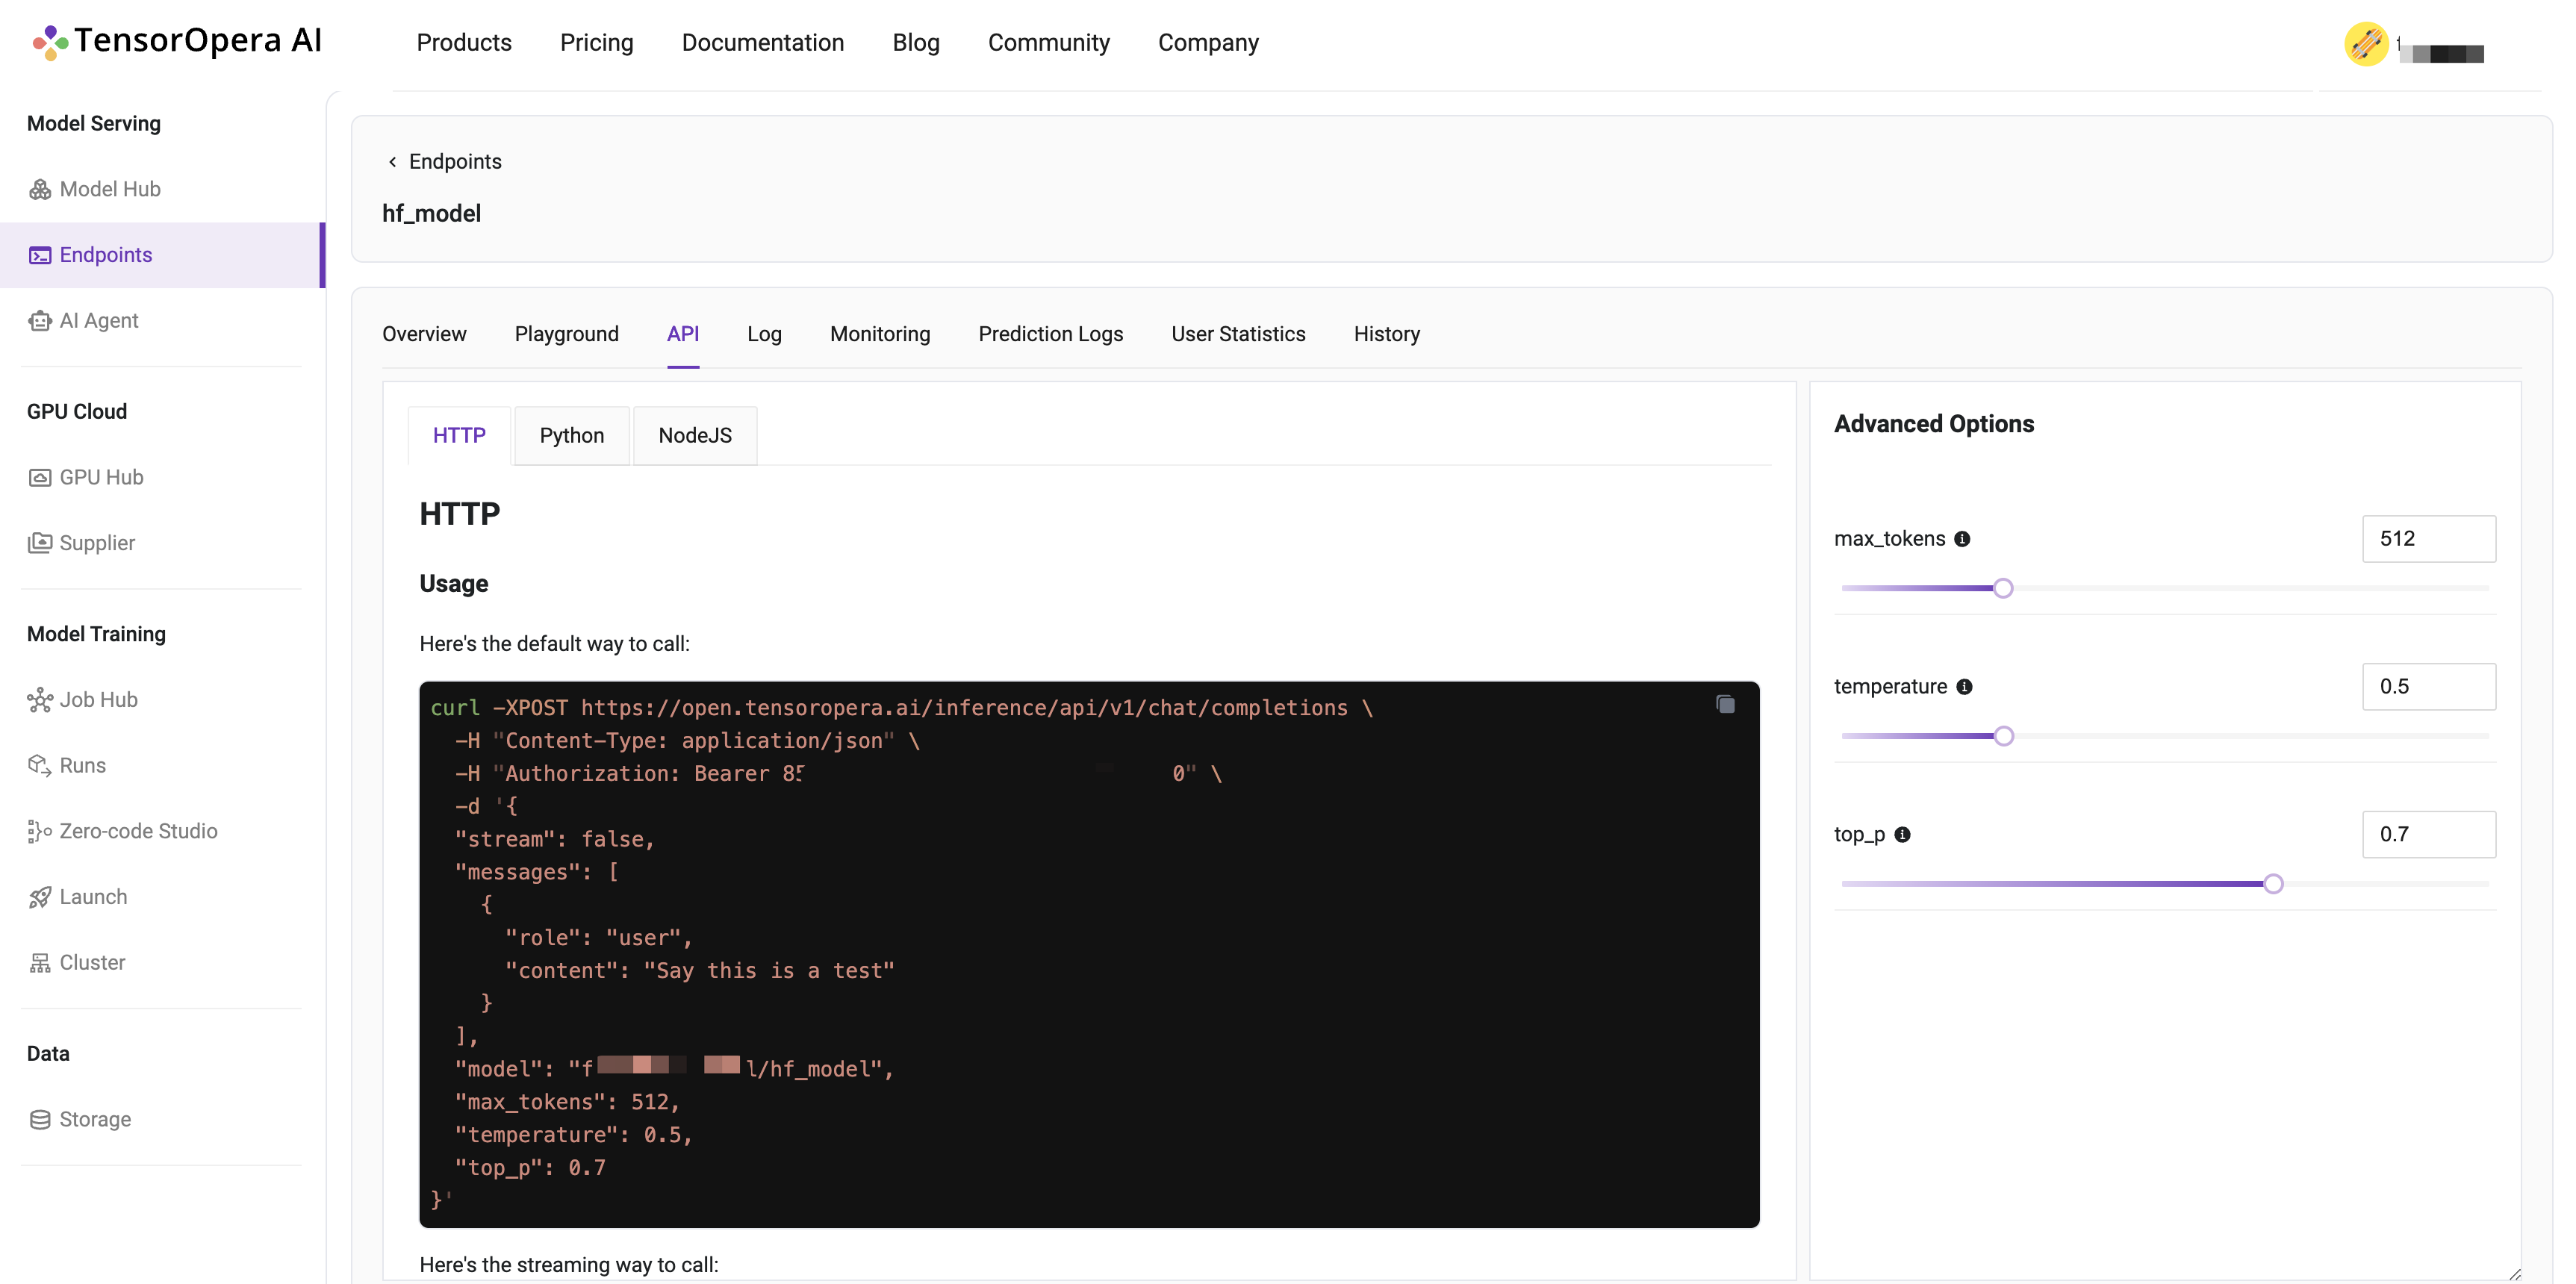 TensorOpera AI
Products Pricing Documentation Blog Community Company
Model Serving
Model Hub
Endpoints
AI Agent
GPU Cloud
GPU Hub
Supplier
Model Training
Job Hub
Runs
Zero-code Studio
Launch
Cluster
Data
Storage
Endpoints
hf_model
Overview Playground API Log Monitoring Prediction Logs User Statistics History
HTTP Python NodeJS
HTTP
Usage
Here's the default way to call:
curl -XPOST https://open.tensoropera.ai/inference/api/v1/chat/completions \
-H "Content-Type: application/json" \
-H "Authorization: Bearer 85 0" \
-d '{
"stream": false,
"messages": [
{
"role": "user",
"content": "Say this is a test"
}
],
"model": "f l/hf_model",
"max_tokens": 512,
"temperature": 0.5,
"top_p": 0.7
}'
Here's the streaming way to call:
Advanced Options
max_tokens 512
temperature 0.5
top_p 0.7